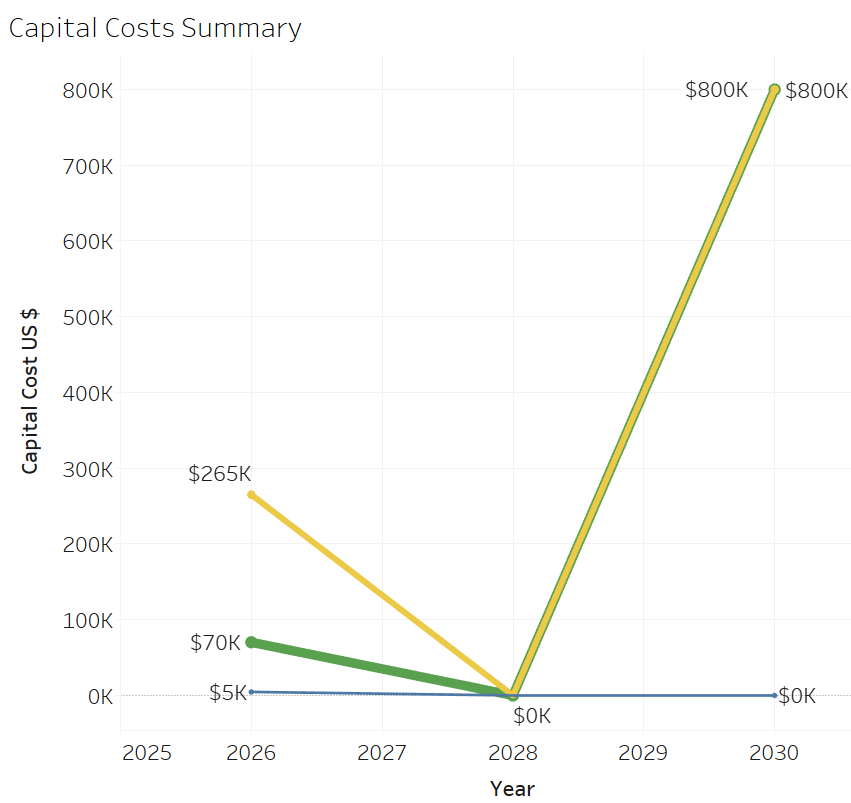 Capital Costs Summary
800K
$800K
$800K
700K
600K
500K
400K
Capital Cost US $
300K
$265K
200K
100K
$70K
0K
$5K
$0K
$0K
2025 2026 2027 2028 2029 2030
Year